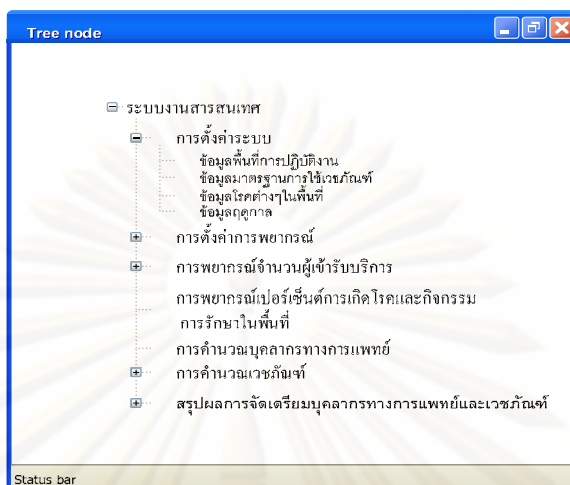 Tree node
ระบบงานสารสนเทศ
การตั้งค่าระบบ
ข้อมูลพื้นที่การปฏิบัติงาน
ข้อมูลมาตรฐานการใช้เวชภัณฑ์
ข้อมูลโรคต่างๆในพื้นที่
ข้อมูลฤดูกาล
การตั้งค่าการพยากรณ์
การพยากรณ์จำนวนผู้เข้ารับบริการ
การพยากรณ์เปอร์เซ็นต์การเกิดโรคและกิจกรรม
การรักษาในพื้นที่
การคำนวณบุคลากรทางการแพทย์
การคำนวณเวชภัณฑ์
สรุปผลการจัดเตรียมบุคลากรทางการแพทย์และเวชภัณฑ์
Status bar